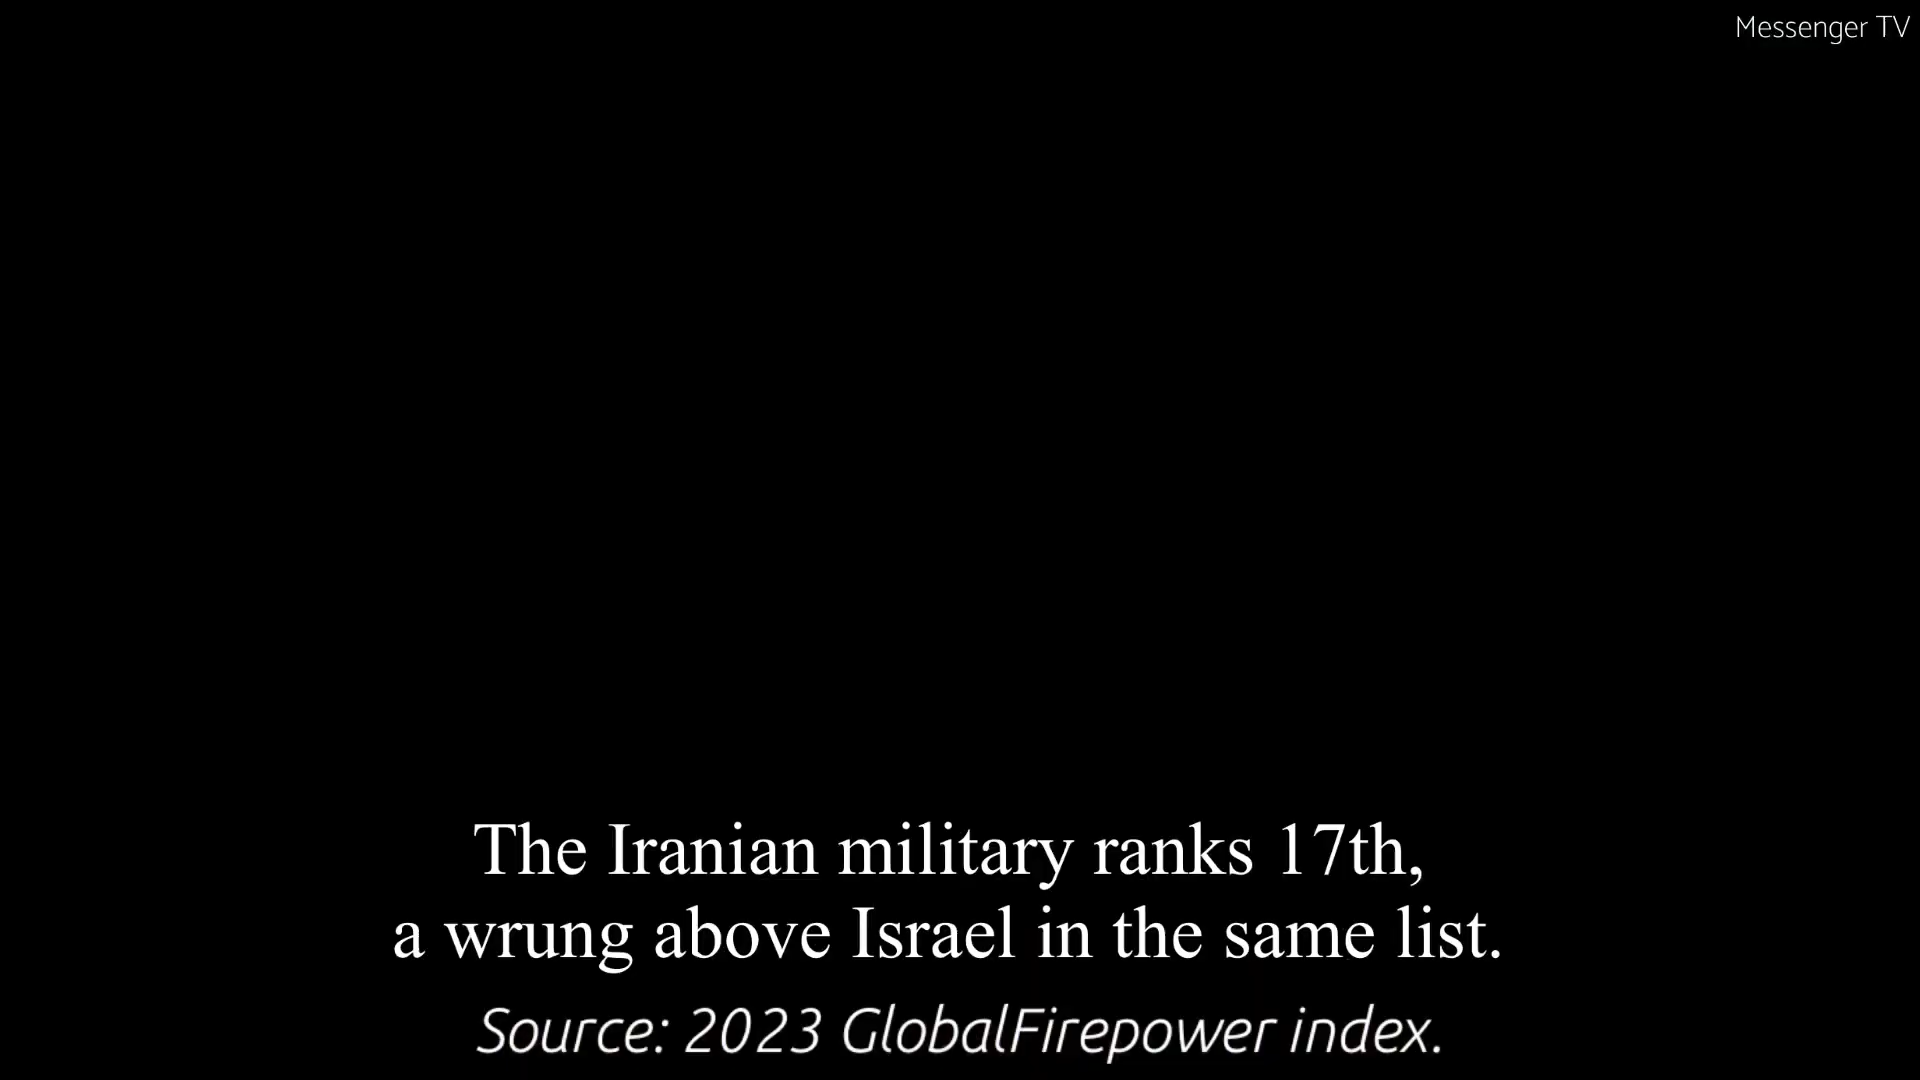 Messenger TV
The Iranian military ranks 17th,
a wrung above Israel in the same list.
Source: 2023 GlobalFirepower index.